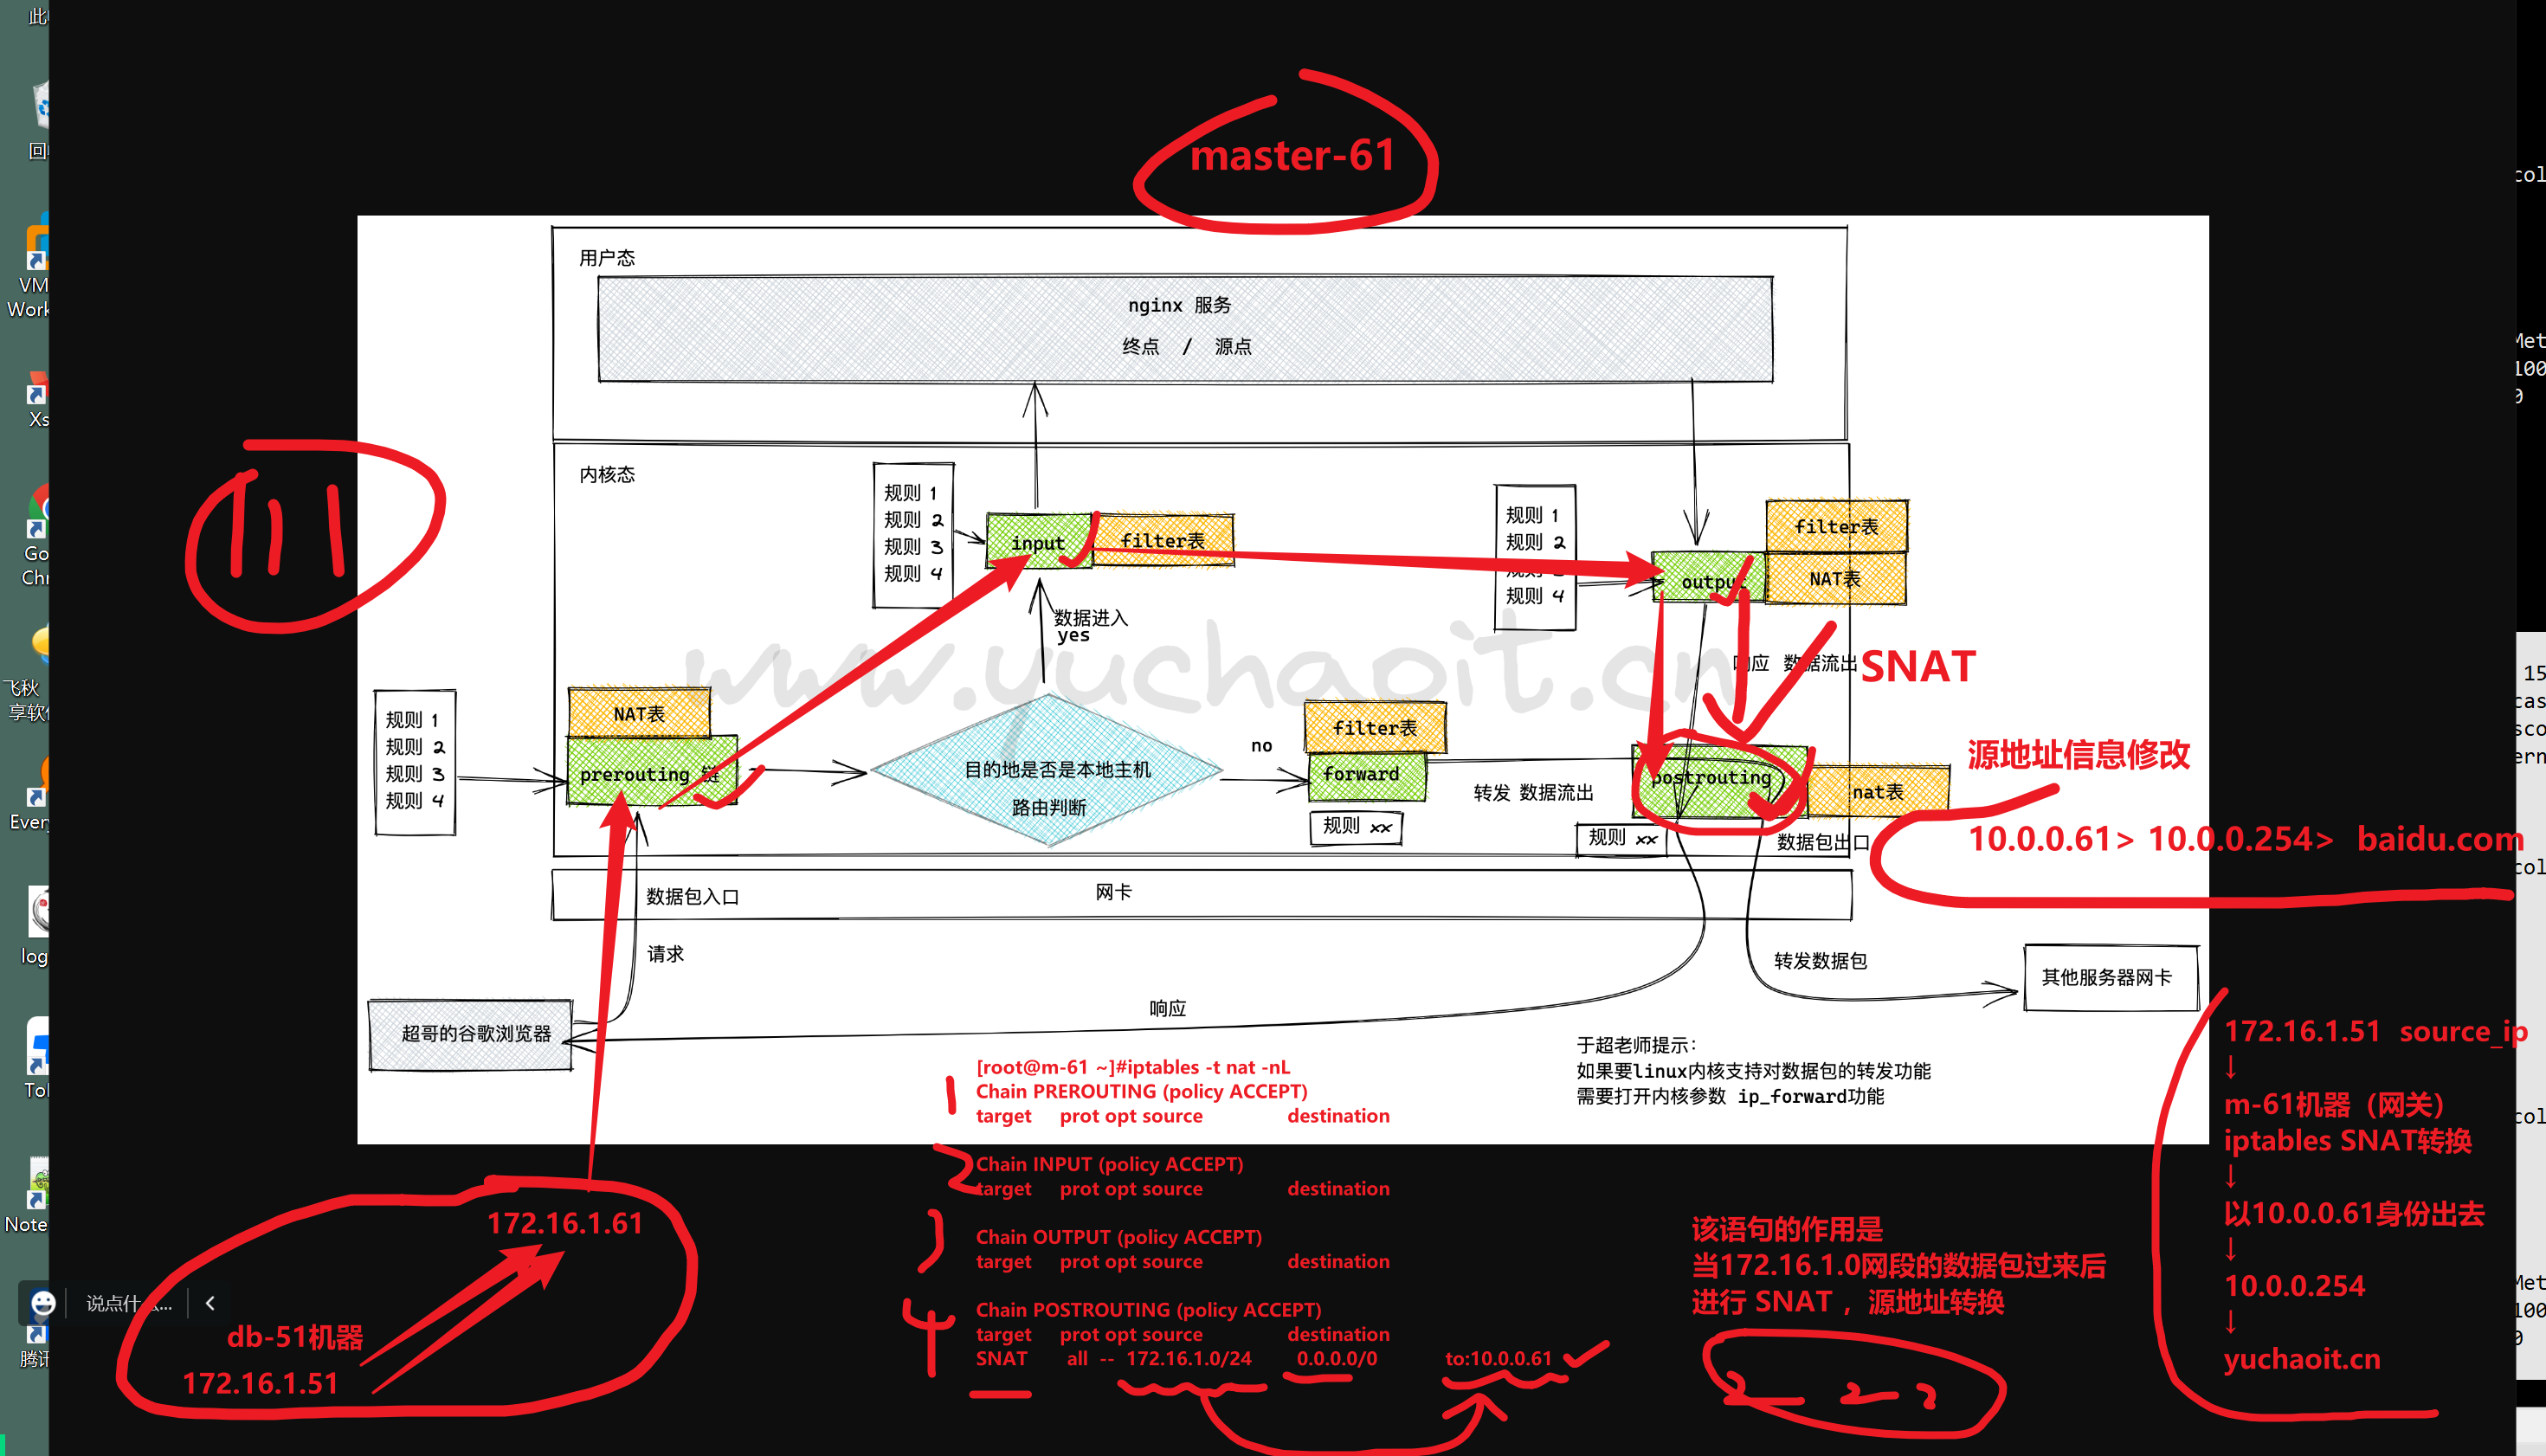 master-61
用户态
nginx 服务
终点 / 源点
内核态
规则 1
规则 2
规则 3
规则 4
input
filter表
规则 1
规则 2
规则 4
output
filter表
NAT表
数据进入
yes
www.yuchaoit.cn
响应 数据流出
SNAT
规则 1
规则 2
规则 3
规则 4
NAT表
prerouting 链
目的地是否是本地主机
路由判断
no
filter表
forward
规则 xx
转发 数据流出
postrouting
nat表
规则 xx
数据包出口
源地址信息修改
10.0.0.61> 10.0.0.254> baidu.com
数据包入口
网卡
请求
响应
转发数据包
其他服务器网卡
超哥的谷歌浏览器
于超老师提示：
如果要linux内核支持对数据包的转发功能
需要打开内核参数 ip_forward功能
[root@m-61 ~]#iptables -t nat -nL
1
Chain PREROUTING (policy ACCEPT)
target prot opt source destination
2
Chain INPUT (policy ACCEPT)
target prot opt source destination
Chain OUTPUT (policy ACCEPT)
target prot opt source destination
4
Chain POSTROUTING (policy ACCEPT)
target prot opt source destination
SNAT all -- 172.16.1.0/24 0.0.0.0/0 to:10.0.0.61
172.16.1.61
db-51机器
172.16.1.51
该语句的作用是
当172.16.1.0网段的数据包过来后
进行 SNAT ，源地址转换
172.16.1.51 source_ip
↓
m-61机器（网关）
iptables SNAT转换
↓
以10.0.0.61身份出去
↓
10.0.0.254
↓
yuchaoit.cn
说点什么...
飞秋